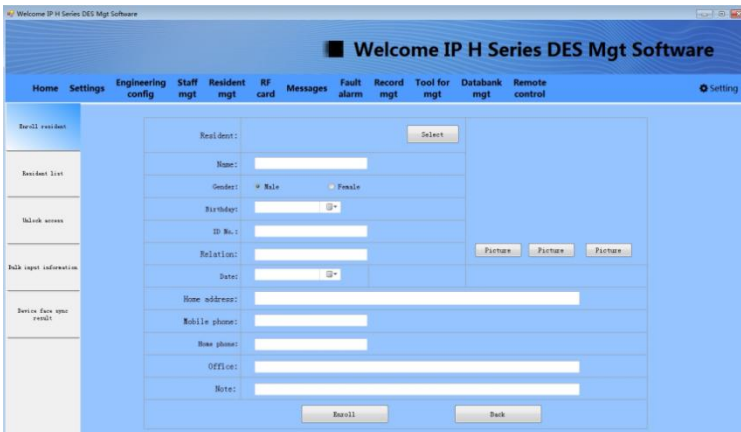 Welcome IP H Series DES Mgt Software
Welcome IP H Series DES Mgt Software
Home Settings Engineering config Staff mgt Resident mgt RF card Messages Fault alarm Record mgt Tool for mgt Databank mgt Remote control Setting
Enroll resident
Resident list
Unlock access
Bulk input information
Device face sync result
Resident: Select
Name:
Gender: Male Female
Birthday:
ID No.:
Relation: Picture Picture Picture
Date:
Home address:
Mobile phone:
Home phone:
Office:
Note:
Enroll Back